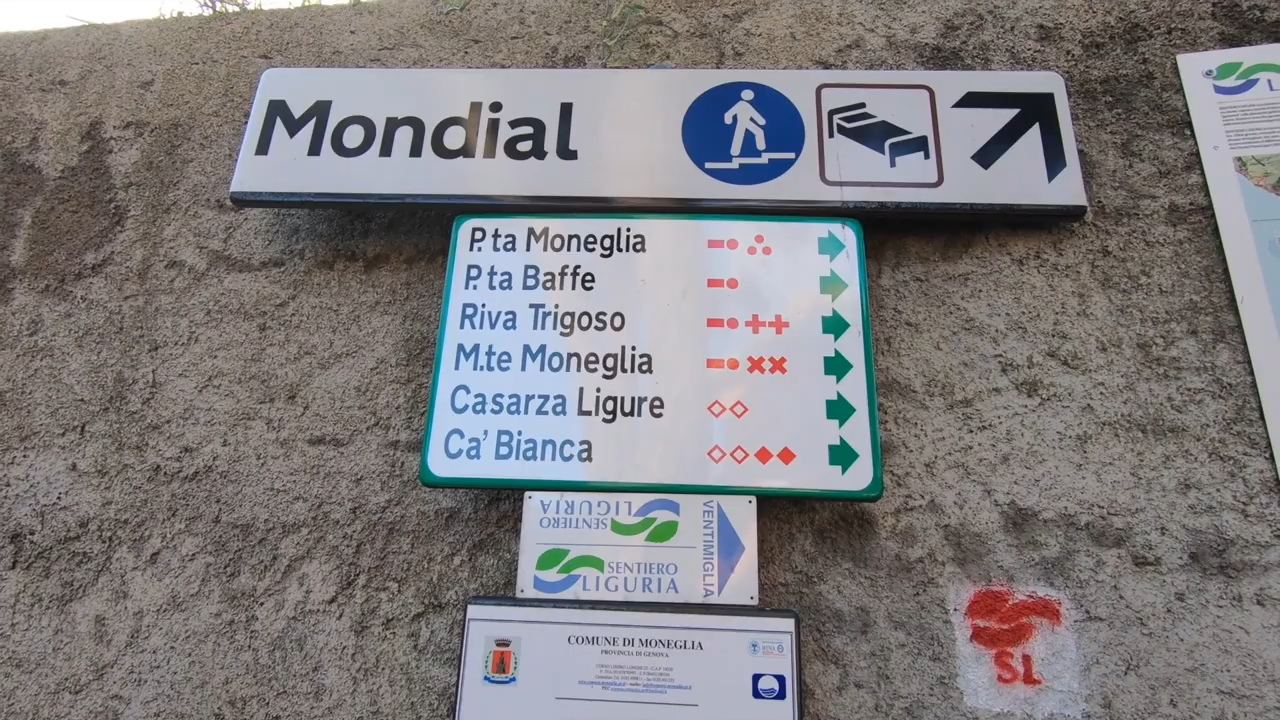 Mondial
P.ta Moneglia
P.ta Baffe
Riva Trigoso
M.te Moneglia
Casarza Ligure
Ca' Bianca
SENTIERO
LIGURIA
VENTIMIGLIA
SENTIERO
LIGURIA
COMUNE DI MONEGLIA
PROVINCIA DI GENOVA
SL